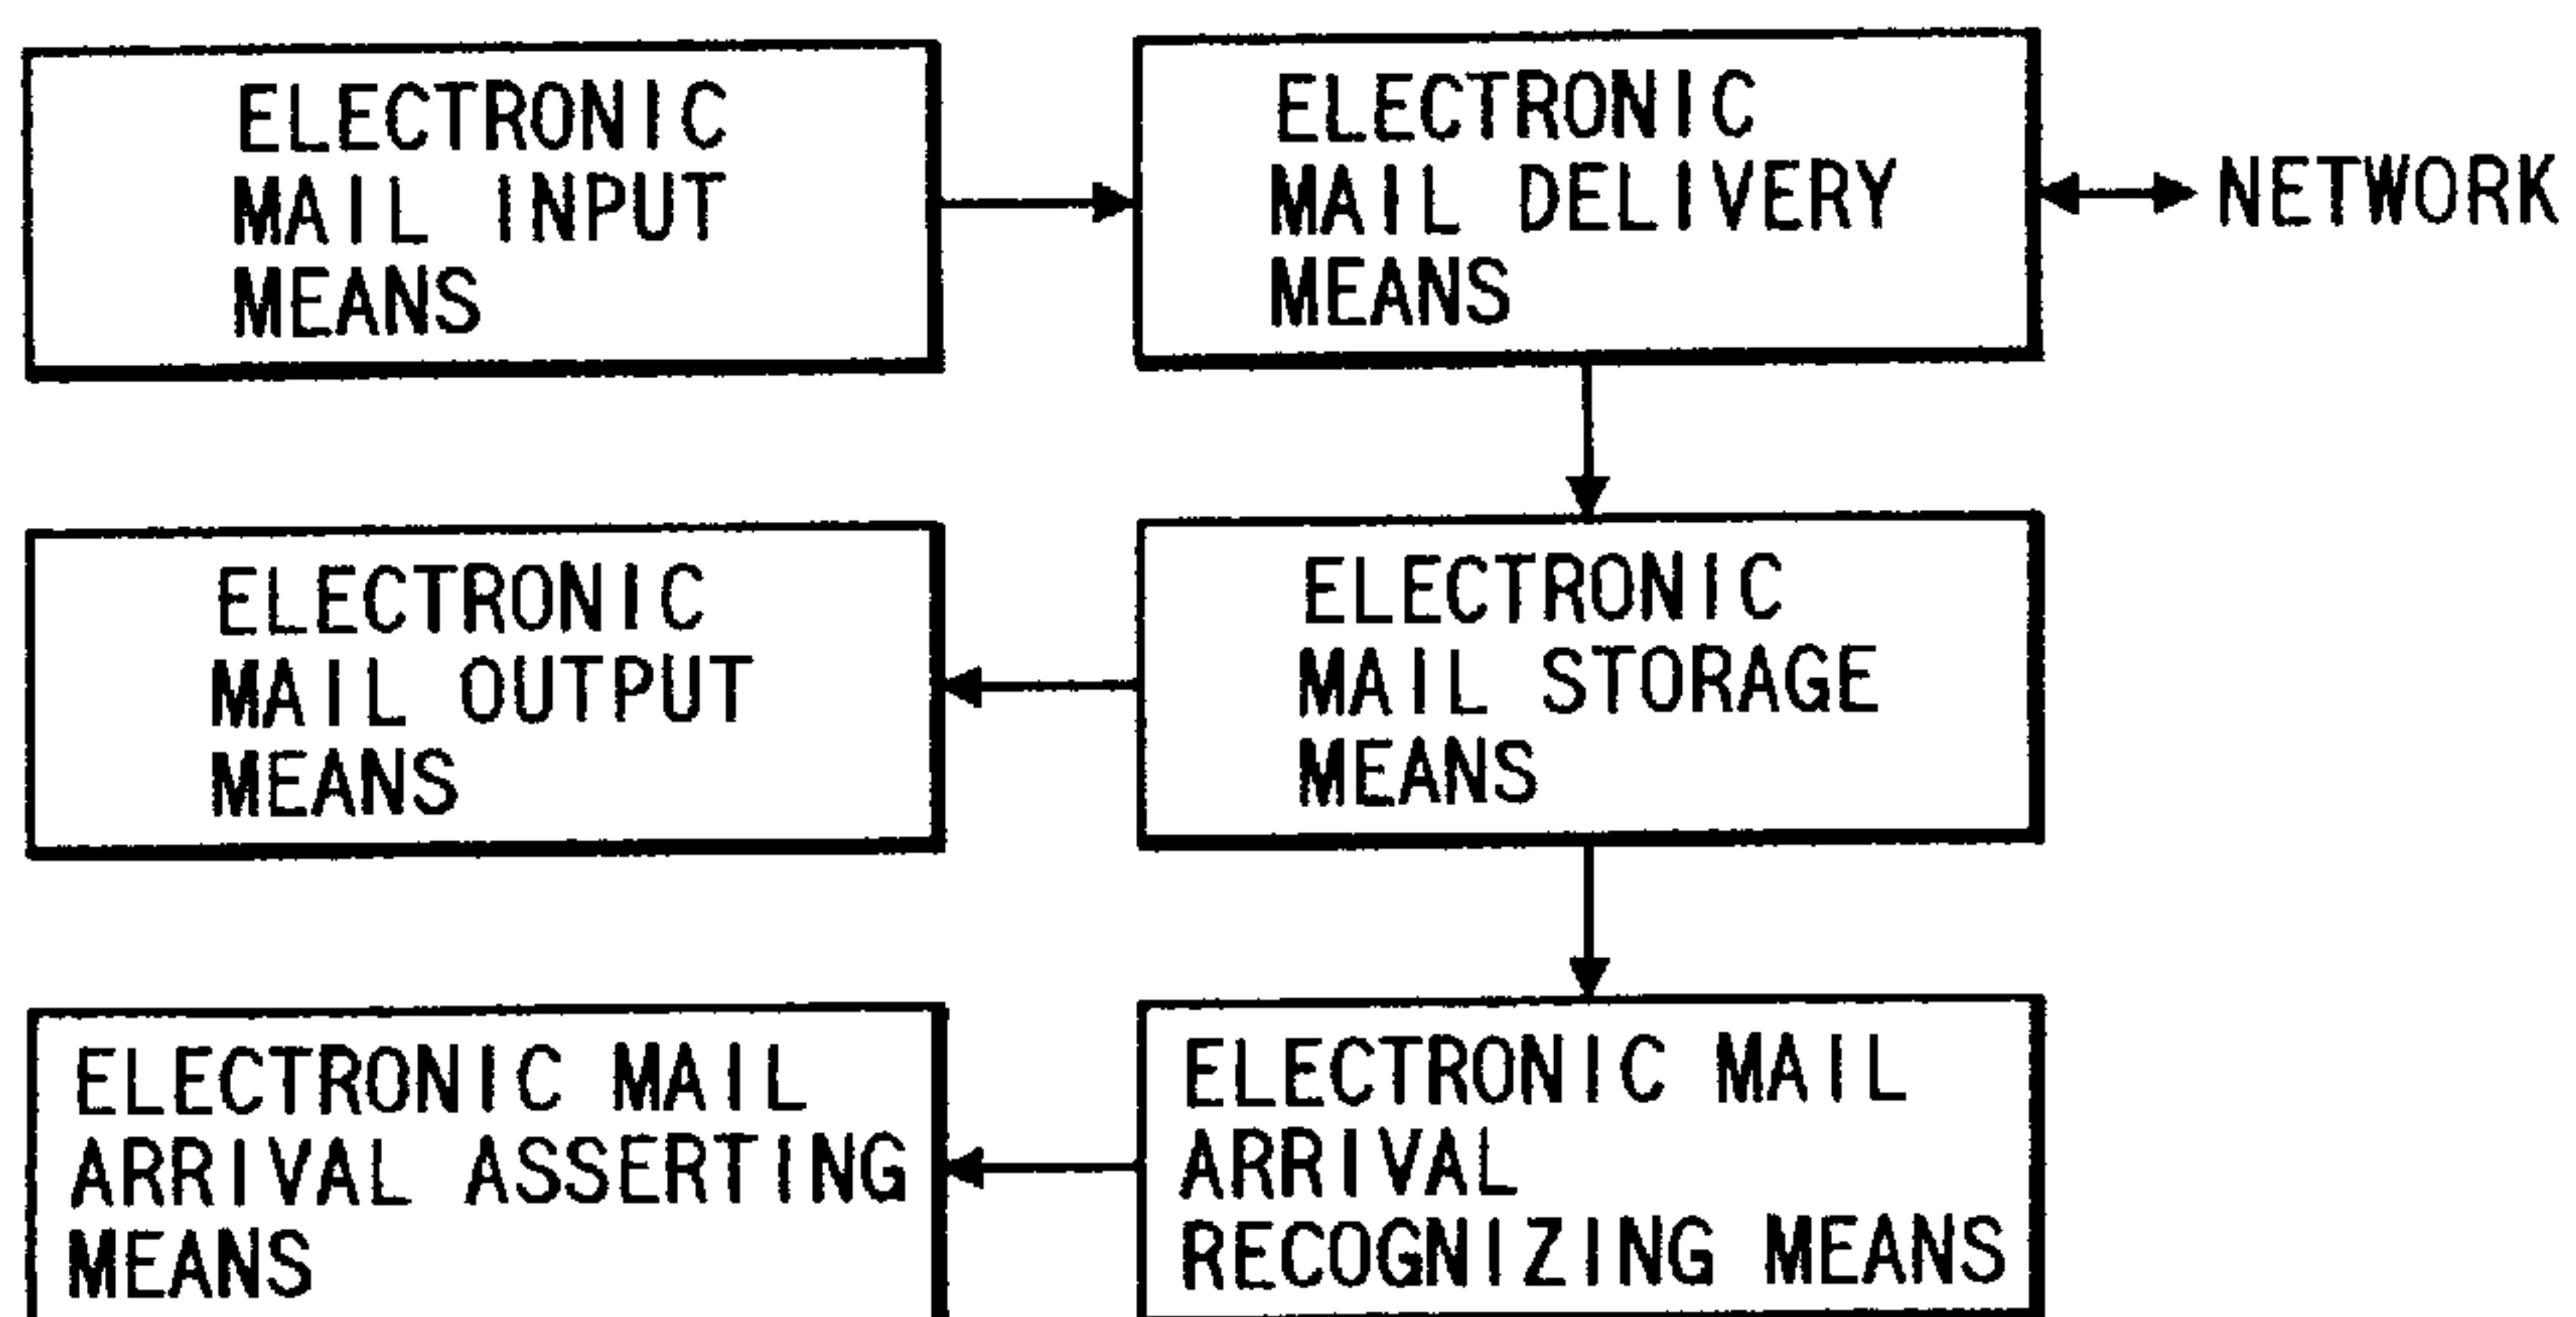 ELECTRONIC
MAIL INPUT
MEANS
ELECTRONIC
MAIL DELIVERY
MEANS
NETWORK
ELECTRONIC
MAIL OUTPUT
MEANS
ELECTRONIC
MAIL STORAGE
MEANS
ELECTRONIC MAIL
ARRIVAL ASSERTING
MEANS
ELECTRONIC MAIL
ARRIVAL
RECOGNIZING MEANS